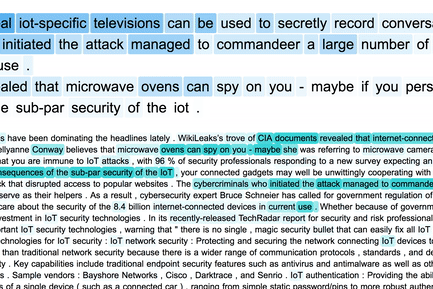 al iot-specific televisions can be used to secretly record convers
initiated the attack managed to commandeer a large number of
use .
aled that microwave ovens can spy on you - maybe if you pers
e sub-par security of the iot .
s have been dominating the headlines lately . WikiLeaks's trove of CIA documents revealed that internet-connect
ellyanne Conway believes that microwave ovens can spy on you - maybe she was referring to microwave camera
hat you are immune to IoT attacks , with 96 % of security professionals responding to a new survey expecting an
nsequences of the sub-par security of the IoT , your connected gadgets may well be unwittingly cooperating with
ck that disrupted access to popular websites . The cybercriminals who initiated the attack managed to commande
serve as their helpers . As a result , cybersecurity expert Bruce Schneier has called for government regulation of
care about the security of the 8.4 billion internet-connected devices in current use . Whether because of governm
vestment in IoT security technologies . In its recently-released TechRadar report for security and risk professional
ortant IoT security technologies , warning that " there is no single , magic security bullet that can easily fix all IoT
chnologies for IoT security : IoT network security : Protecting and securing the network connecting IoT devices to
than traditional network security because there is a wider range of communication protocols , standards , and de
y . Key capabilities include traditional endpoint security features such as antivirus and antimalware as well as oth
s . Sample vendors : Bayshore Networks , Cisco , Darktrace , and Senrio . IoT authentication : Providing the abi
s of a single device ( such as a connected car ) , ranging from simple static password/pins to more robust authe